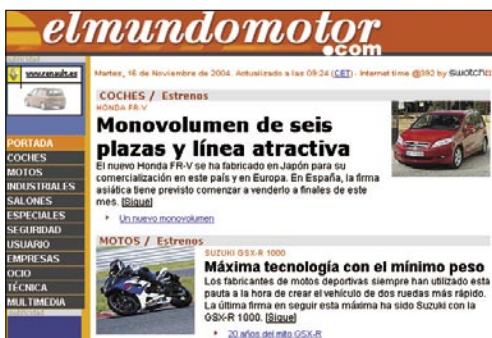 elmundomotor
.com
www.renault.es
Martes, 16 de Noviembre de 2004. Actualizado a las 09:24 (CET) - Internet time @392 by swatch
PORTADA
COCHES
MOTOS
INDUSTRIALES
SALONES
ESPECIALES
SEGURIDAD
USUARIO
EMPRESAS
OCIO
TÉCNICA
MULTIMEDIA
COCHES / Estrenos
HONDA FR-V
Monovolumen de seis
plazas y línea atractiva
El nuevo Honda FR-V se ha fabricado en Japón para su
comercialización en este país y en Europa. En España, la firma
asiática tiene previsto comenzar a venderlo a finales de este
mes. [Sigue]
Un nuevo monovolumen
MOTOS / Estrenos
SUZUKI GSX-R 1000
Máxima tecnología con el mínimo peso
Los fabricantes de motos deportivas siempre han utilizado esta
pauta a la hora de crear el vehículo de dos ruedas más rápido.
La última firma en seguir esta máxima ha sido Suzuki con la
GSX-R 1000. [Sigue]
20 años del mito GSX-R